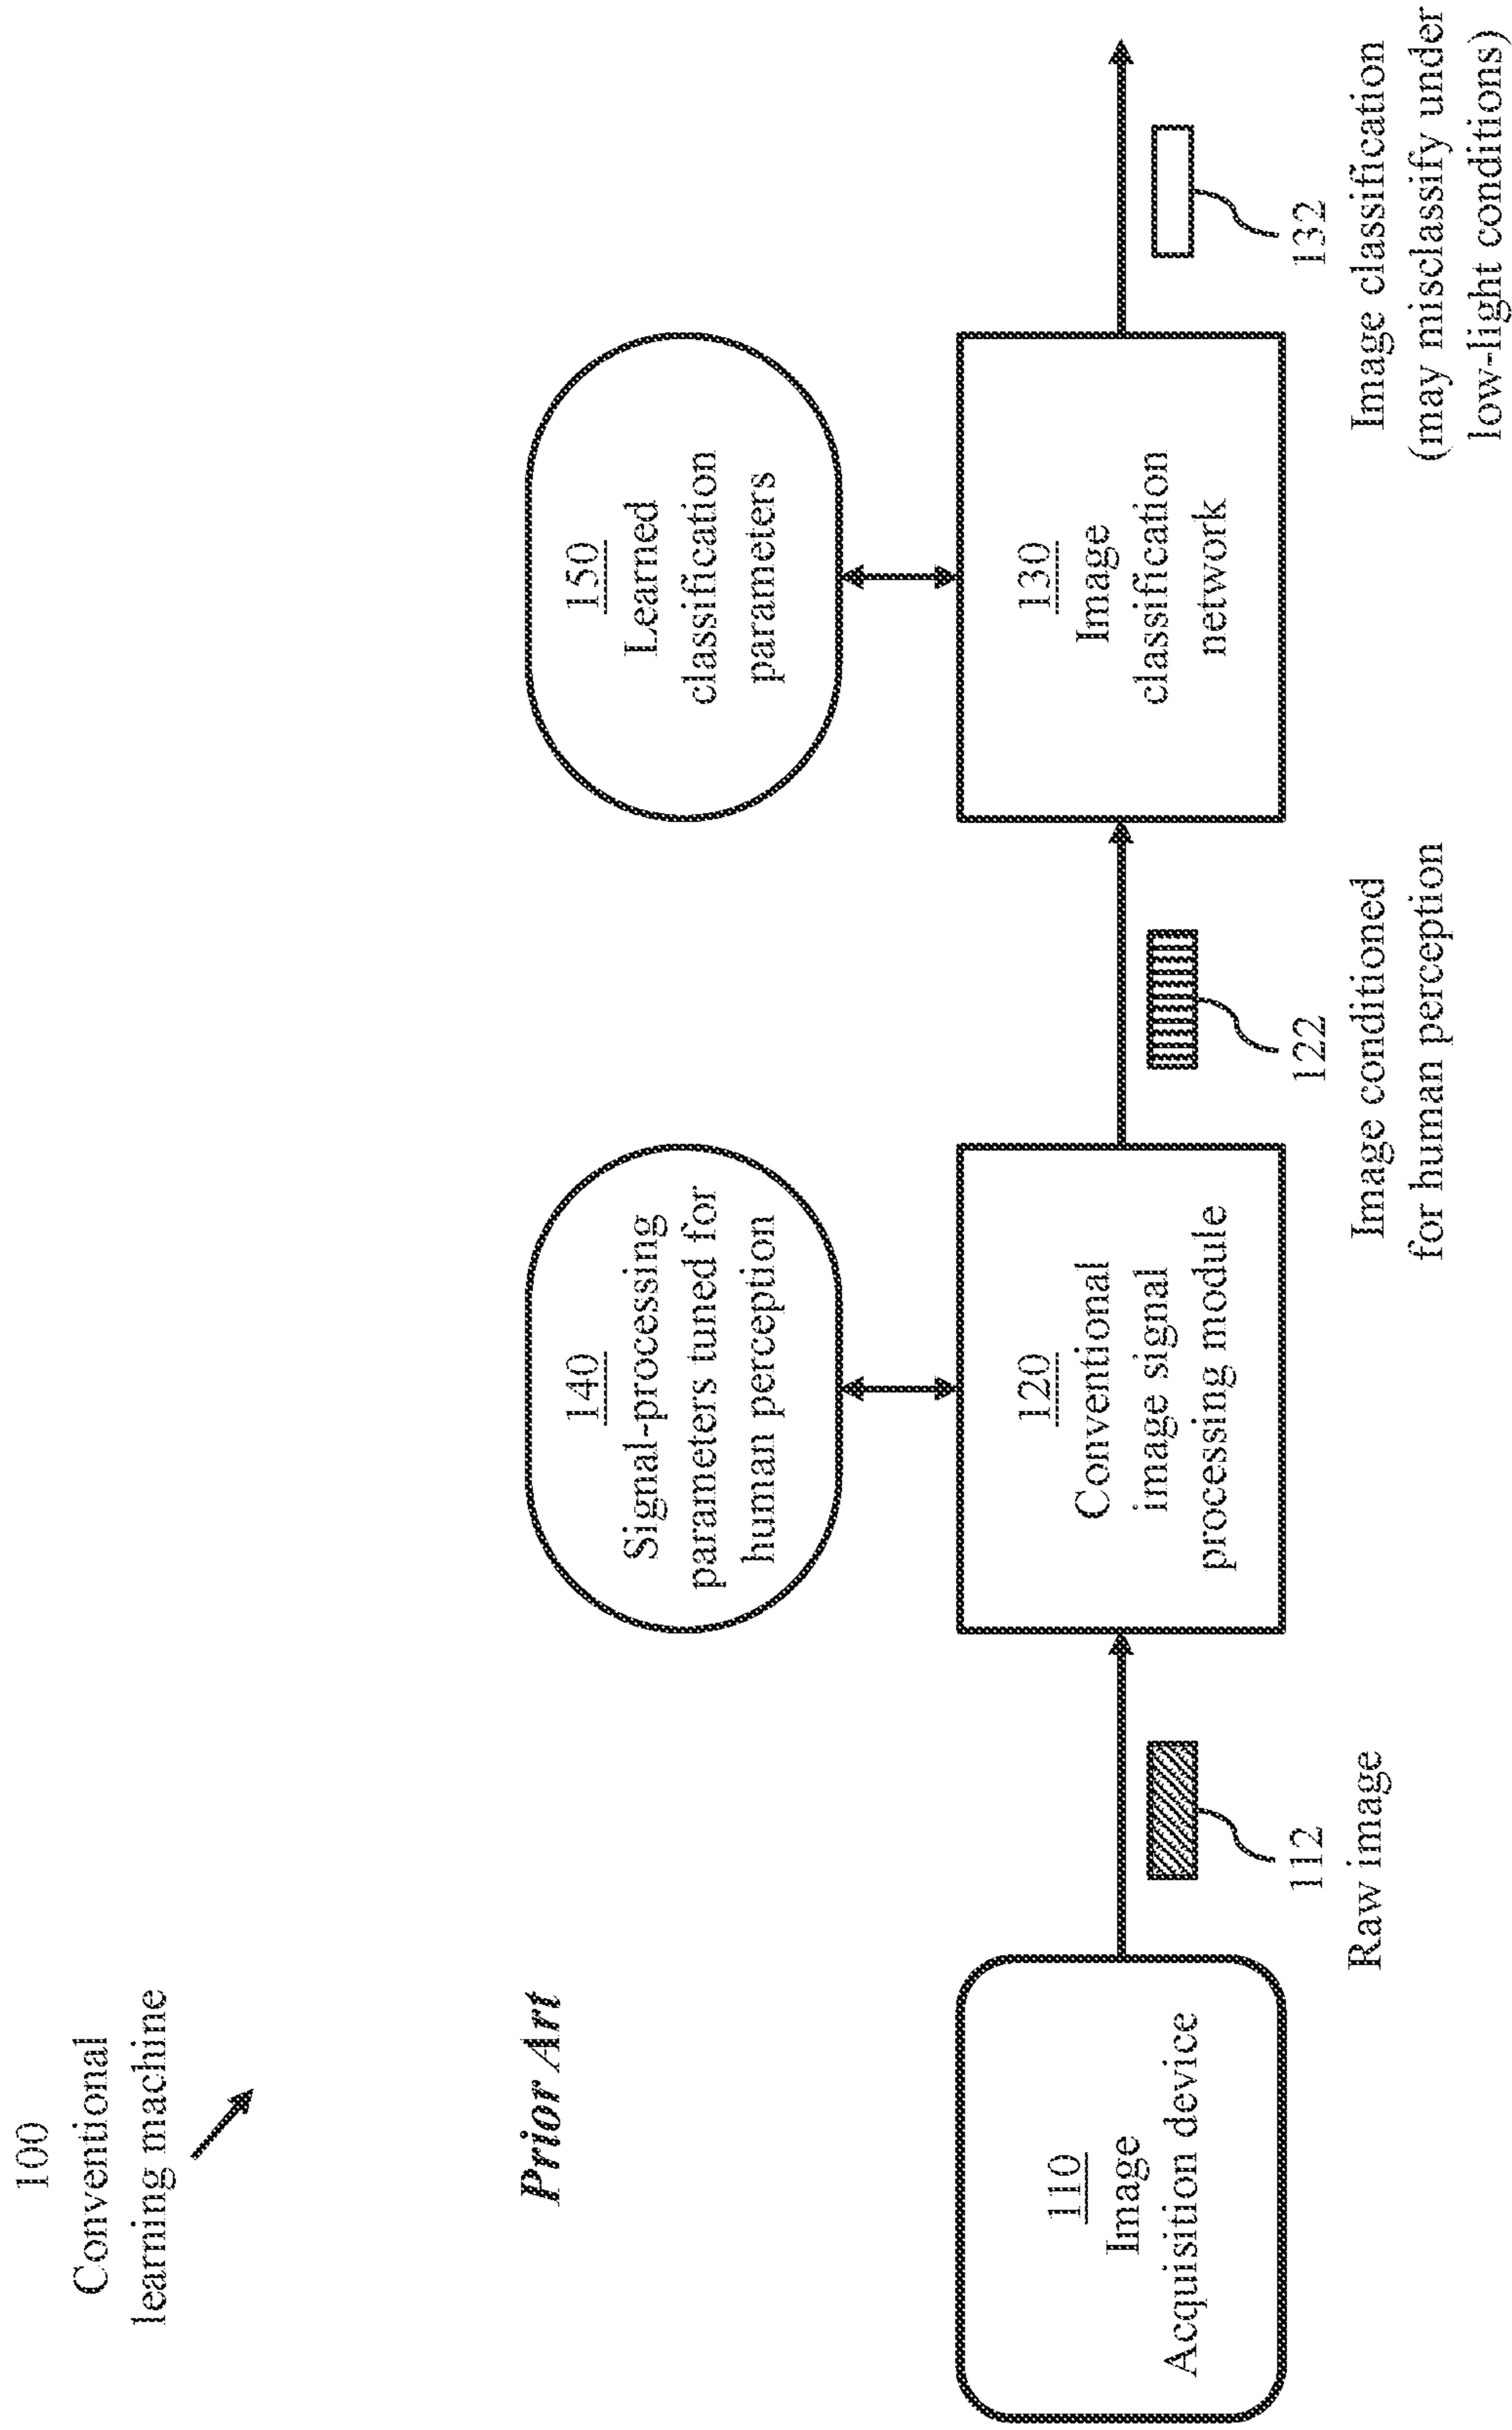 100
Conventional
learning machine
Prior Art
140
Signal-processing
parameters tuned for
human perception
150
Learned
classification
parameters
110
Image
Acquisition device
120
Conventional
image signal
processing module
130
Image
classification
network
112
Raw image
122
Image conditioned
for human perception
132
Image classification
(may misclassify under
low-light conditions)